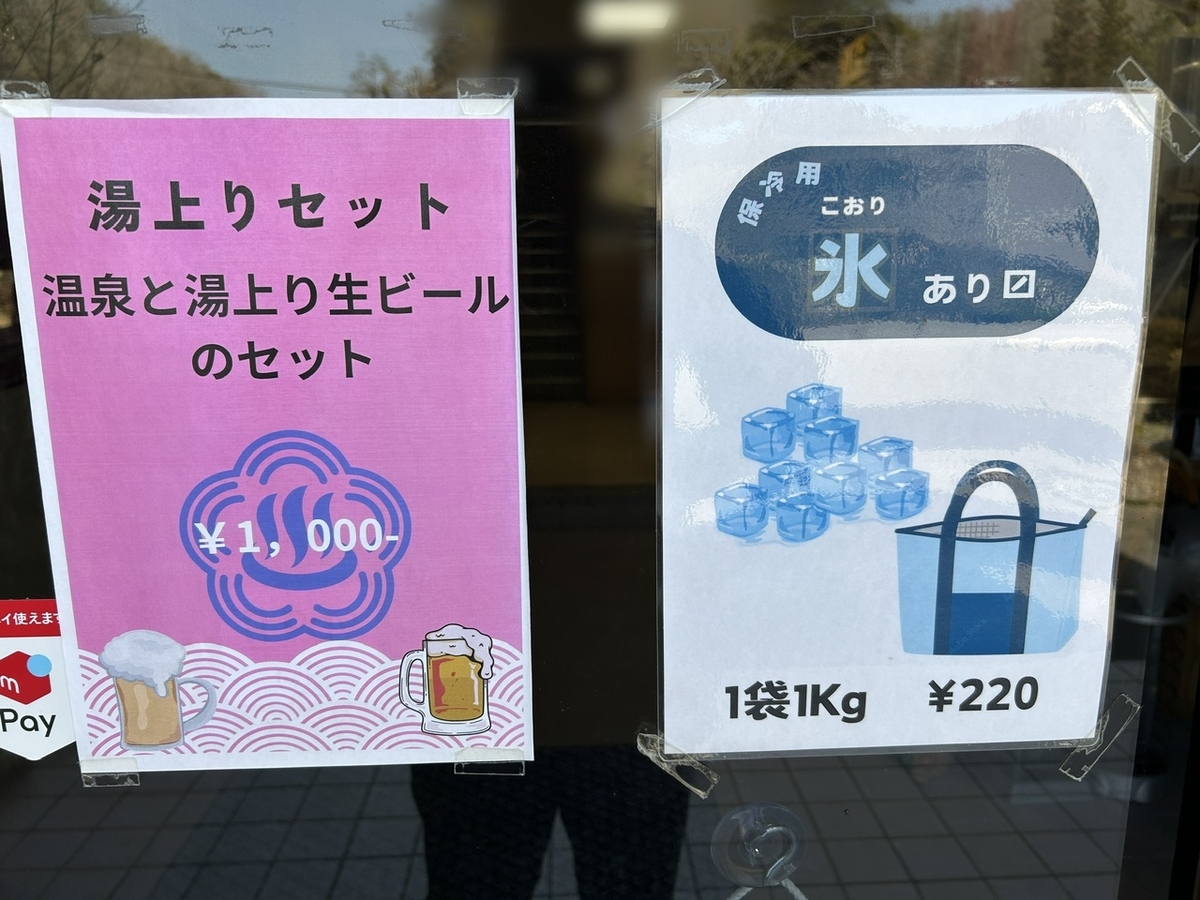 湯上りセット
温泉と湯上り生ビール
のセット
¥1,000-
イ使えます
m
Pay
保冷用
こおり
氷
あり〼
1袋1Kg ¥220